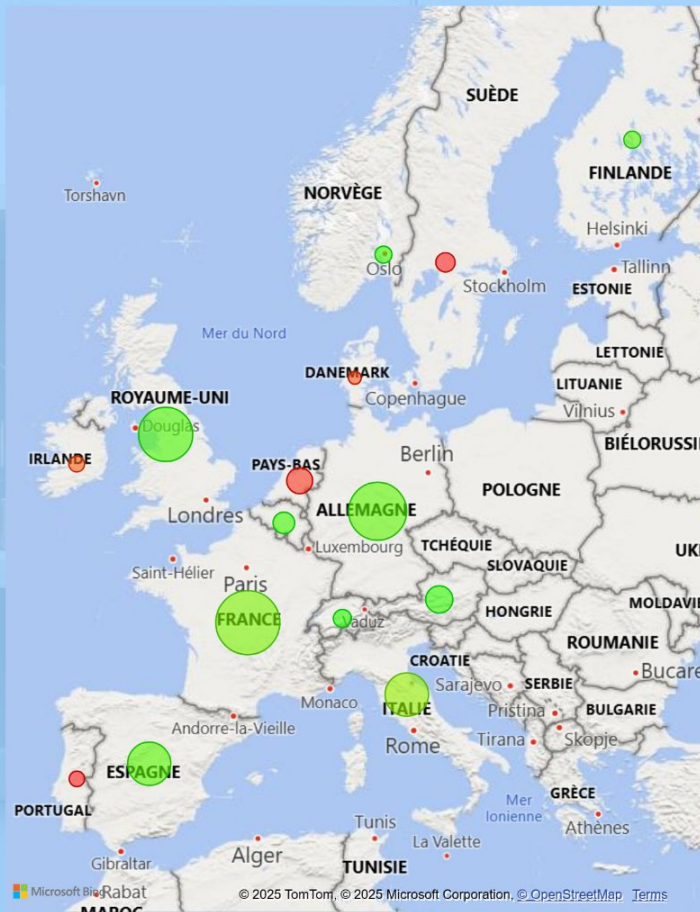 SUÈDE
FINLANDE
Torshavn
NORVÈGE
Helsinki
Oslo
Tallinn
Stockholm
ESTONIE
Mer du Nord
LETTONIE
DANEMARK
LITUANIE
ROYAUME-UNI
Copenhague
Vilnius
Douglas
BIÉLORUSSI
IRLANDE
PAYS-BAS
Berlin
POLOGNE
ALLEMAGNE
Londres
Luxembourg
TCHÉQUIE
UKI
SLOVAQUIE
Saint-Hélier
Paris
MOLDAVI
HONGRIE
FRANCE
Vaduz
ROUMANIE
CROATIE
Bucare
Sarajevo
SERBIE
Monaco
ITALIE
Pristina
BULGARIE
Andorre-la-Vieille
Rome
Tirana
Skopje
ESPAGNE
GRÈCE
PORTUGAL
Mer
Ionienne
Athènes
Tunis
La Valette
Gibraltar
Alger
TUNISIE
Microsoft Bing
Rabat
© 2025 TomTom, © 2025 Microsoft Corporation, © OpenStreetMap Terms
MAROC